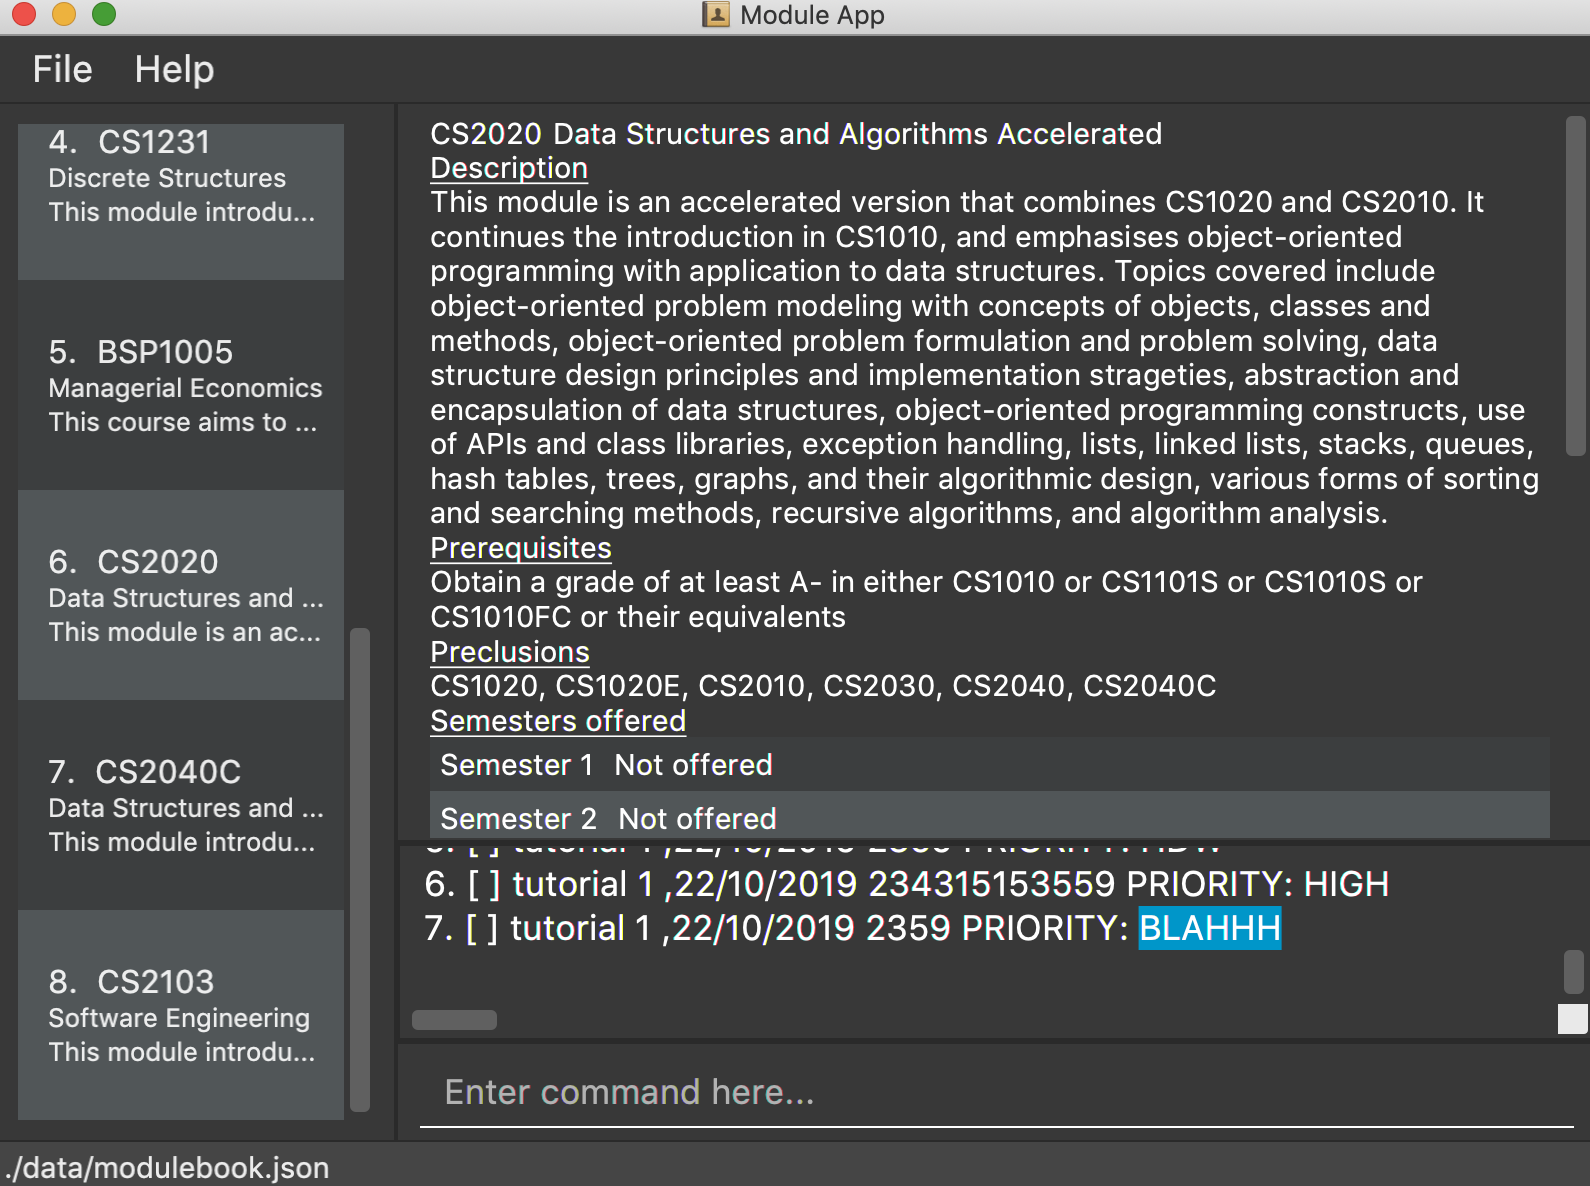 Module App
File Help
4. CS1231
Discrete Structures
This module introdu...
5. BSP1005
Managerial Economics
This course aims to ...
6. CS2020
Data Structures and ...
This module is an ac...
7. CS2040C
Data Structures and ...
This module introdu...
8. CS2103
Software Engineering
This module introdu...
CS2020 Data Structures and Algorithms Accelerated
Description
This module is an accelerated version that combines CS1020 and CS2010. It
continues the introduction in CS1010, and emphasises object-oriented
programming with application to data structures. Topics covered include
object-oriented problem modeling with concepts of objects, classes and
methods, object-oriented problem formulation and problem solving, data
structure design principles and implementation strageties, abstraction and
encapsulation of data structures, object-oriented programming constructs, use
of APIs and class libraries, exception handling, lists, linked lists, stacks, queues,
hash tables, trees, graphs, and their algorithmic design, various forms of sorting
and searching methods, recursive algorithms, and algorithm analysis.
Prerequisites
Obtain a grade of at least A- in either CS1010 or CS1101S or CS1010S or
CS1010FC or their equivalents
Preclusions
CS1020, CS1020E, CS2010, CS2030, CS2040, CS2040C
Semesters offered
Semester 1 Not offered
Semester 2 Not offered
tutorial 1 ,22/10/2019
6. [ ] tutorial 1 ,22/10/2019 234315153559 PRIORITY: HIGH
7. [ ] tutorial 1 ,22/10/2019 2359 PRIORITY: BLAHHH
Enter command here...
./data/modulebook.json